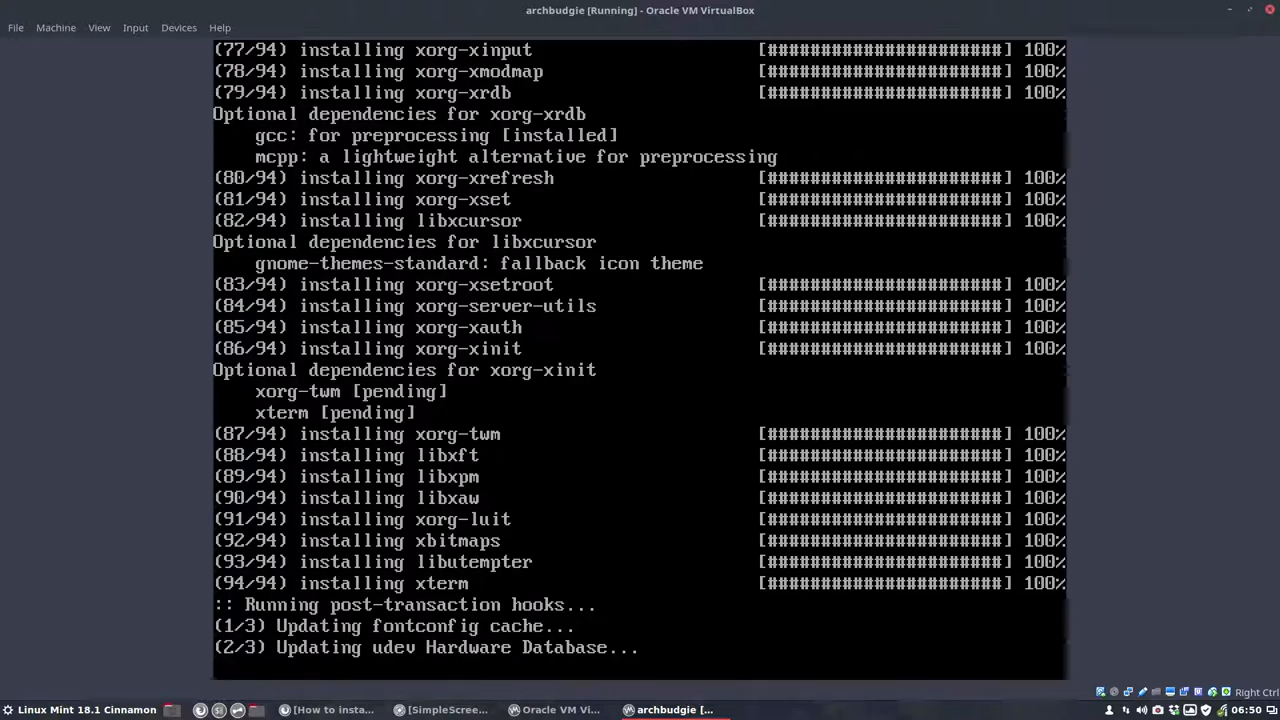 archbudgie [Running] - Oracle VM VirtualBox
File Machine View Input Devices Help
(77/94) installing xorg-xinput [######################] 100%
(78/94) installing xorg-xmodmap [######################] 100%
(79/94) installing xorg-xrdb [######################] 100%
Optional dependencies for xorg-xrdb
gcc: for preprocessing [installed]
mcpp: a lightweight alternative for preprocessing
(80/94) installing xorg-xrefresh [######################] 100%
(81/94) installing xorg-xset [######################] 100%
(82/94) installing libxcursor [######################] 100%
Optional dependencies for libxcursor
gnome-themes-standard: fallback icon theme
(83/94) installing xorg-xsetroot [######################] 100%
(84/94) installing xorg-server-utils [######################] 100%
(85/94) installing xorg-xauth [######################] 100%
(86/94) installing xorg-xinit [######################] 100%
Optional dependencies for xorg-xinit
xorg-twm [pending]
xterm [pending]
(87/94) installing xorg-twm [######################] 100%
(88/94) installing libxft [######################] 100%
(89/94) installing libxpm [######################] 100%
(90/94) installing libxaw [######################] 100%
(91/94) installing xorg-luit [######################] 100%
(92/94) installing xbitmaps [######################] 100%
(93/94) installing libutempter [######################] 100%
(94/94) installing xterm [######################] 100%
:: Running post-transaction hooks...
(1/3) Updating fontconfig cache...
(2/3) Updating udev Hardware Database...
Right Ctrl
Linux Mint 18.1 Cinnamon [How to insta... [SimpleScree... Oracle VM Vi... archbudgie [... 06:50